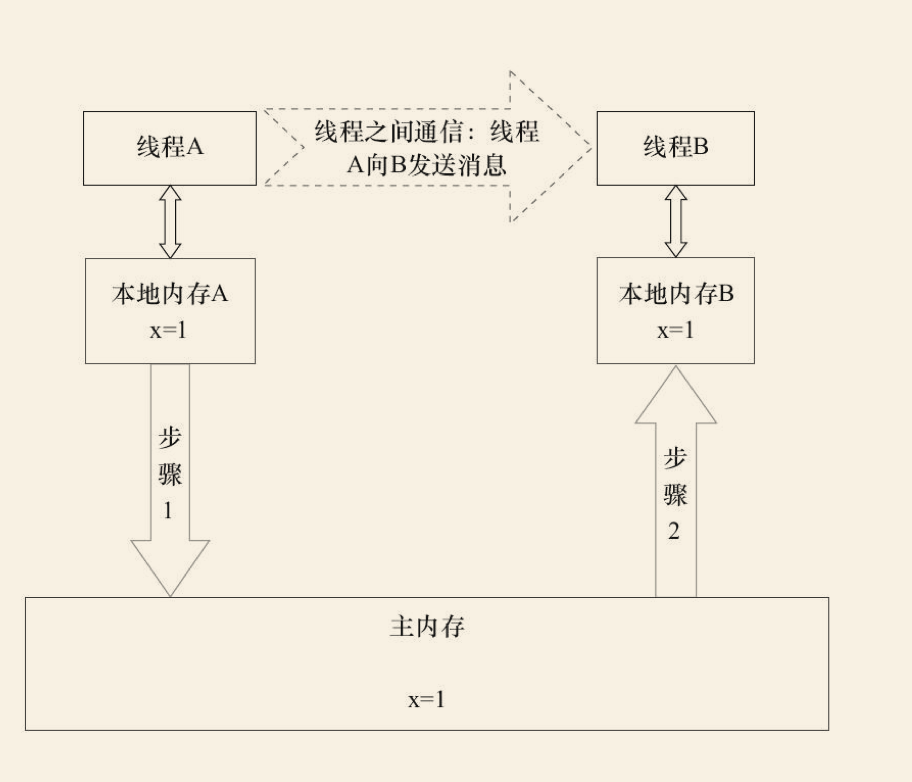 线程A
线程之间通信：线程
A向B发送消息
线程B
本地内存A
x=1
本地内存B
x=1
步
骤
1
步
骤
2
主内存
x=1